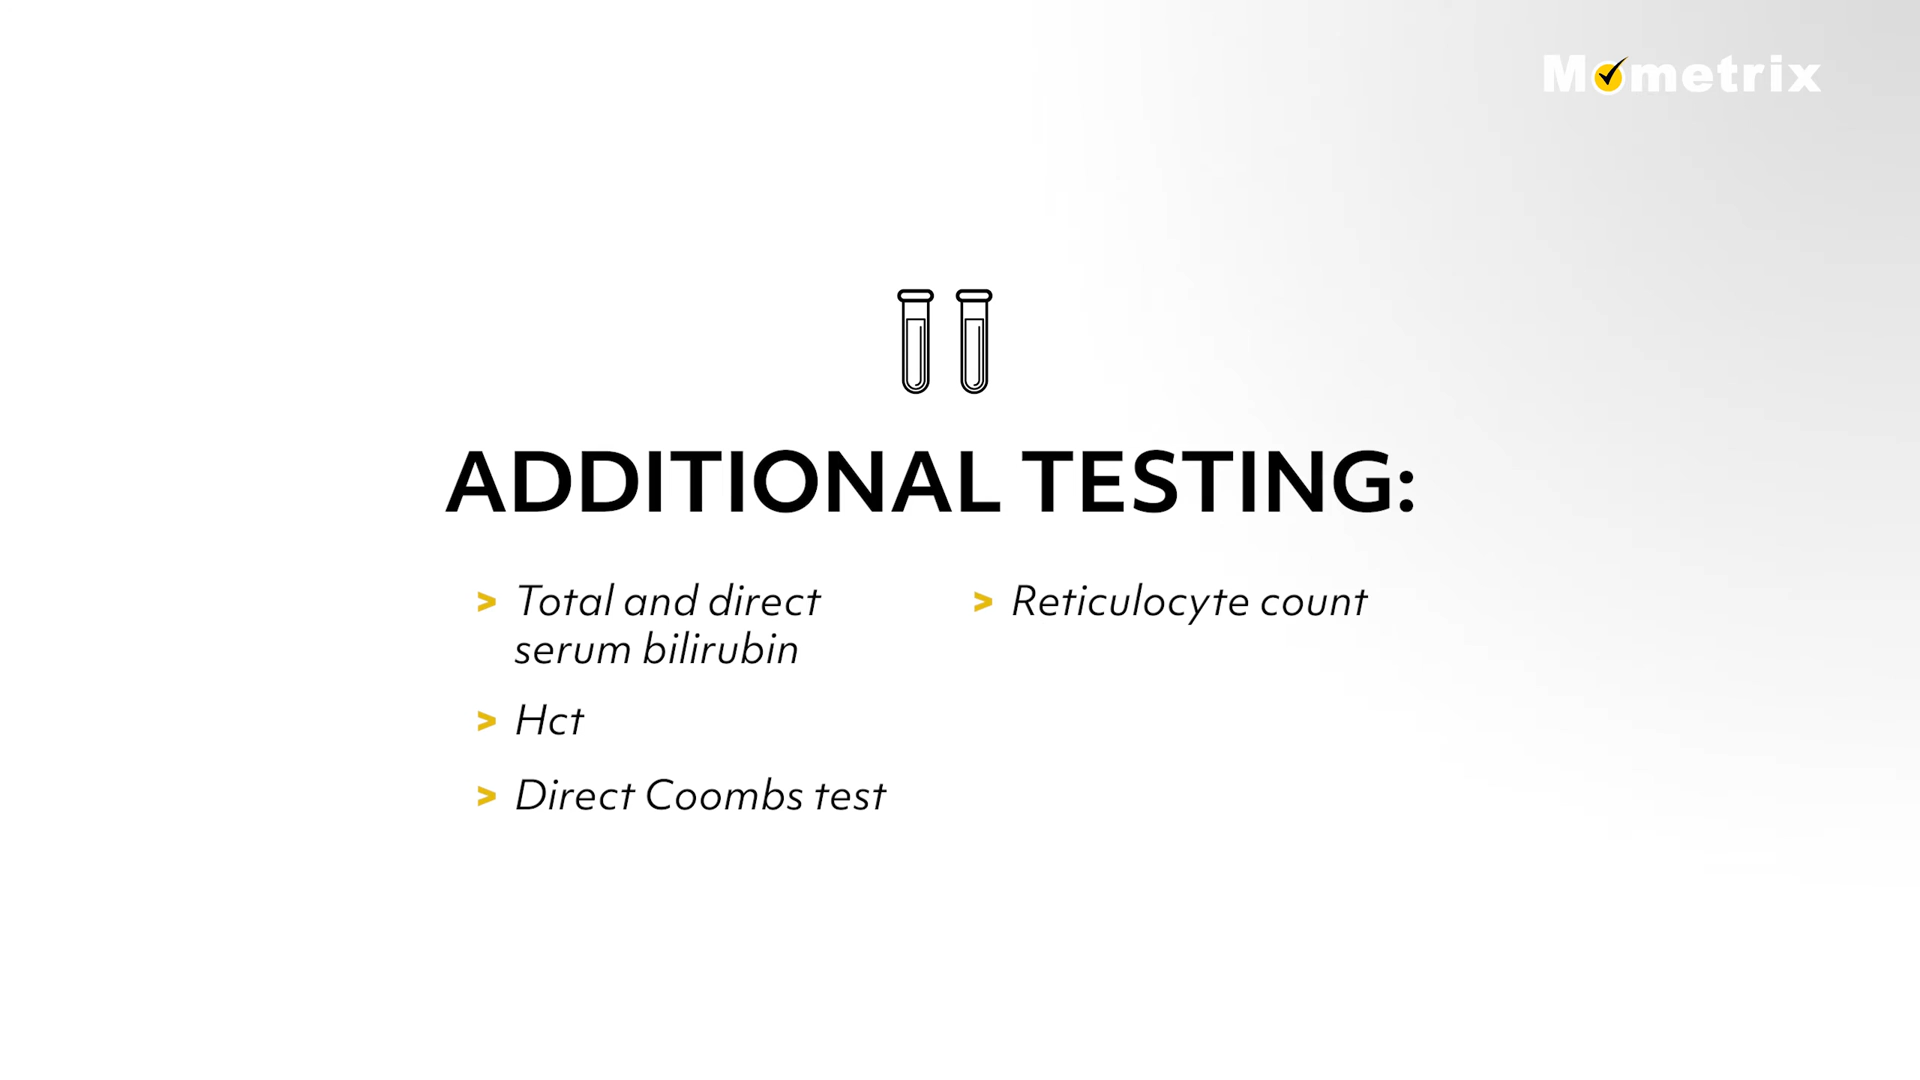 Mometrix
ADDITIONAL TESTING:
> Total and direct
serum bilirubin
> Hct
> Direct Coombs test
> Reticulocyte count